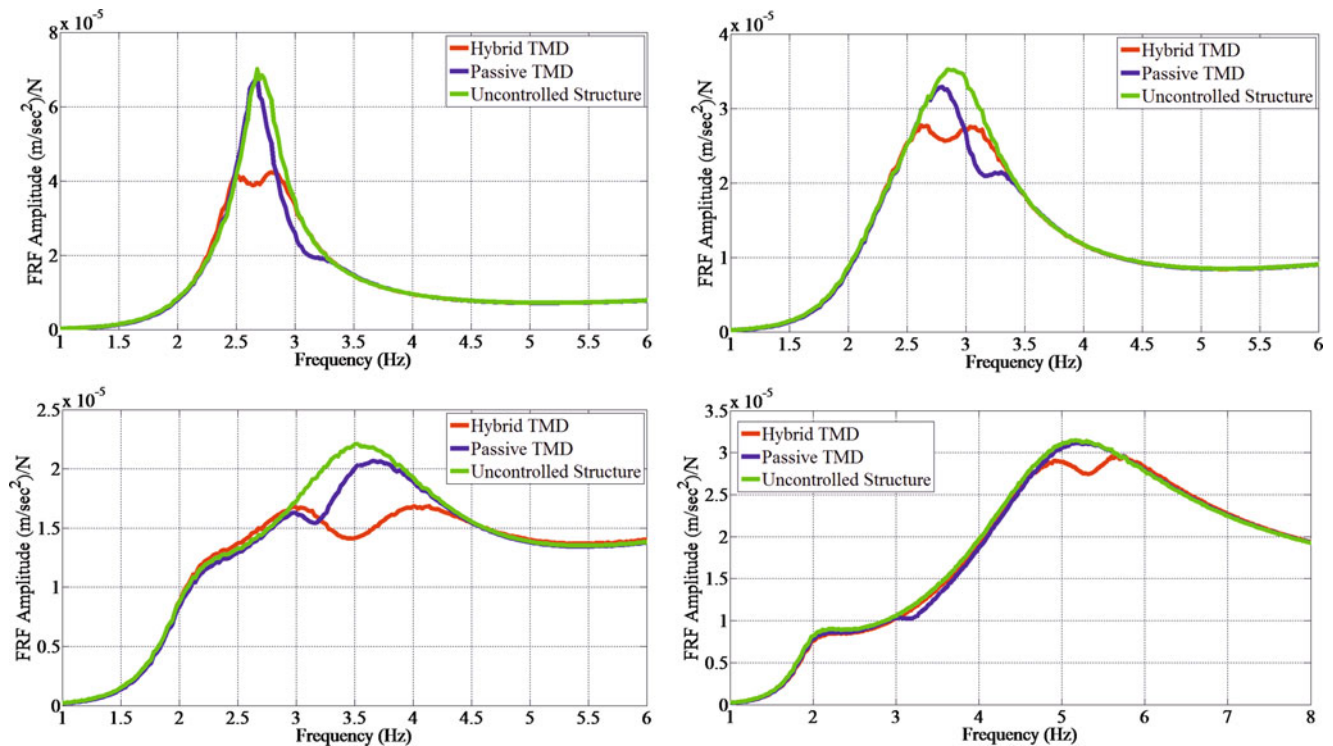 x 10 -5
8
6
4
2
0
FRF Amplitude (m/sec²)/N
Hybrid TMD
Passive TMD
Uncontrolled Structure
1 1.5 2 2.5 3 3.5 4 4.5 5 5.5 6
Frequency (Hz)
x 10 -5
4
3
2
1
0
FRF Amplitude (m/sec²)/N
Hybrid TMD
Passive TMD
Uncontrolled Structure
1 1.5 2 2.5 3 3.5 4 4.5 5 5.5 6
Frequency (Hz)
x 10 -5
2.5
2
1.5
1
0.5
0
FRF Amplitude (m/sec²)/N
Hybrid TMD
Passive TMD
Uncontrolled Structure
1 1.5 2 2.5 3 3.5 4 4.5 5 5.5 6
Frequency (Hz)
x 10 -5
3.5
3
2.5
2
1.5
1
0.5
0
FRF Amplitude (m/sec²)/N
Hybrid TMD
Passive TMD
Uncontrolled Structure
1 2 3 4 5 6 7 8
Frequency (Hz)